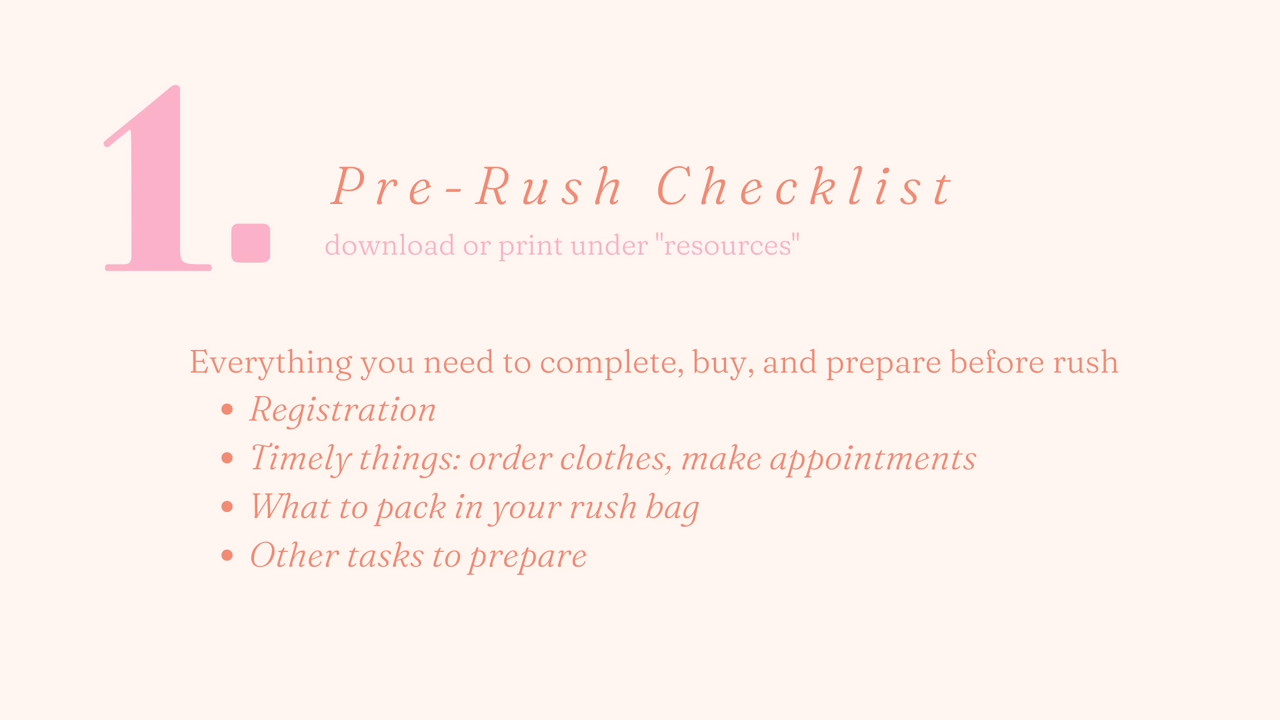 1.
Pre-Rush Checklist
download or print under "resources"
Everything you need to complete, buy, and prepare before rush
• Registration
• Timely things: order clothes, make appointments
• What to pack in your rush bag
• Other tasks to prepare